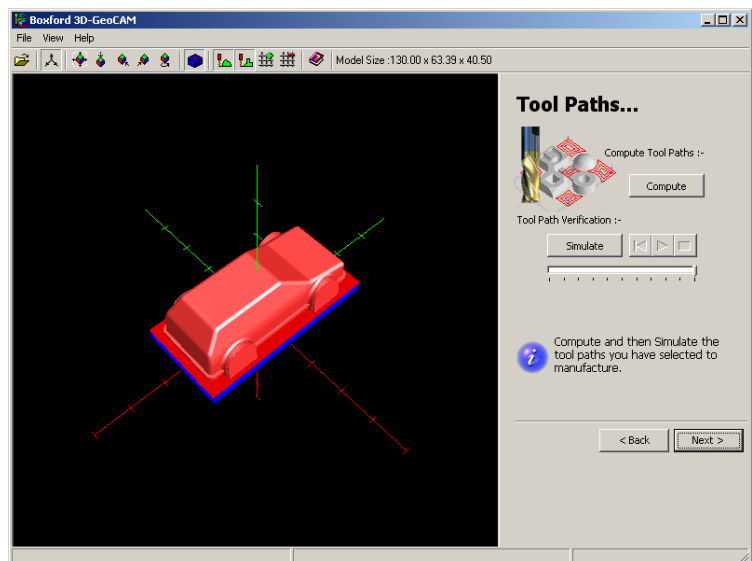 Boxford 3D-GeoCAM
File View Help
Model Size :130.00 x 63.39 x 40.50
Tool Paths...
Compute Tool Paths :-
Compute
Tool Path Verification :-
Simulate
Compute and then Simulate the
tool paths you have selected to
manufacture.
< Back Next >